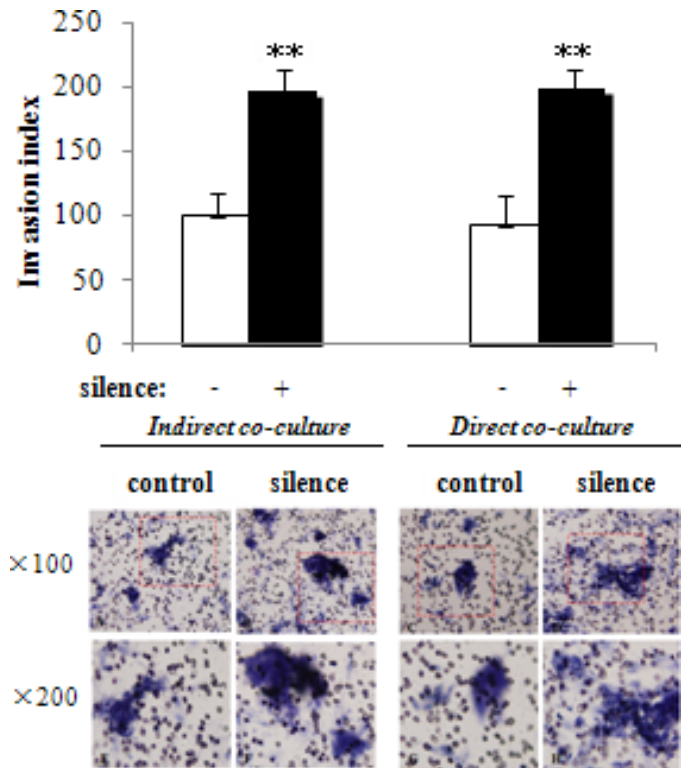 250
**
**
200
150
100
50
0
Invasion index
silence: - + - +
Indirect co-culture Direct co-culture
control silence control silence
×100
C
×200
E F G H